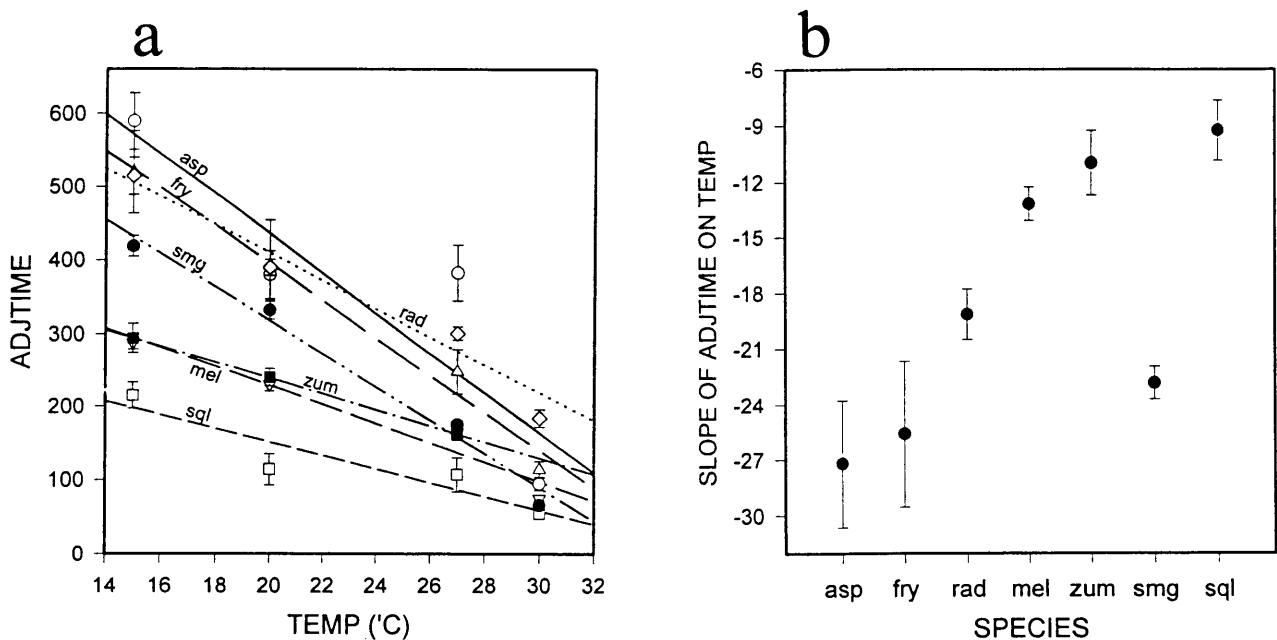 a
ADJTIME
600
500
400
300
200
100
0
asp
fry
smg
rad
mel
zum
sql
14 16 18 20 22 24 26 28 30 32
TEMP ('C)
b
SLOPE OF ADJTIME ON TEMP
-6
-9
-12
-15
-18
-21
-24
-27
-30
asp fry rad mel zum smg sql
SPECIES